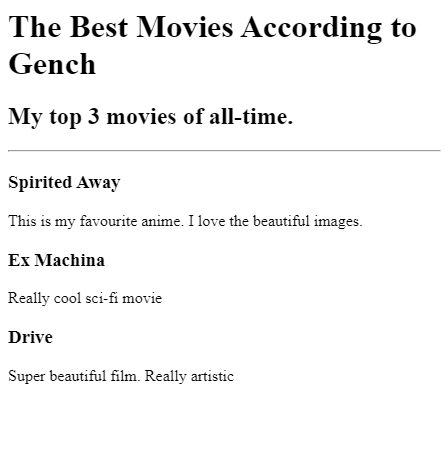 The Best Movies According to
Gench
My top 3 movies of all-time.
Spirited Away
This is my favourite anime. I love the beautiful images.
Ex Machina
Really cool sci-fi movie
Drive
Super beautiful film. Really artistic